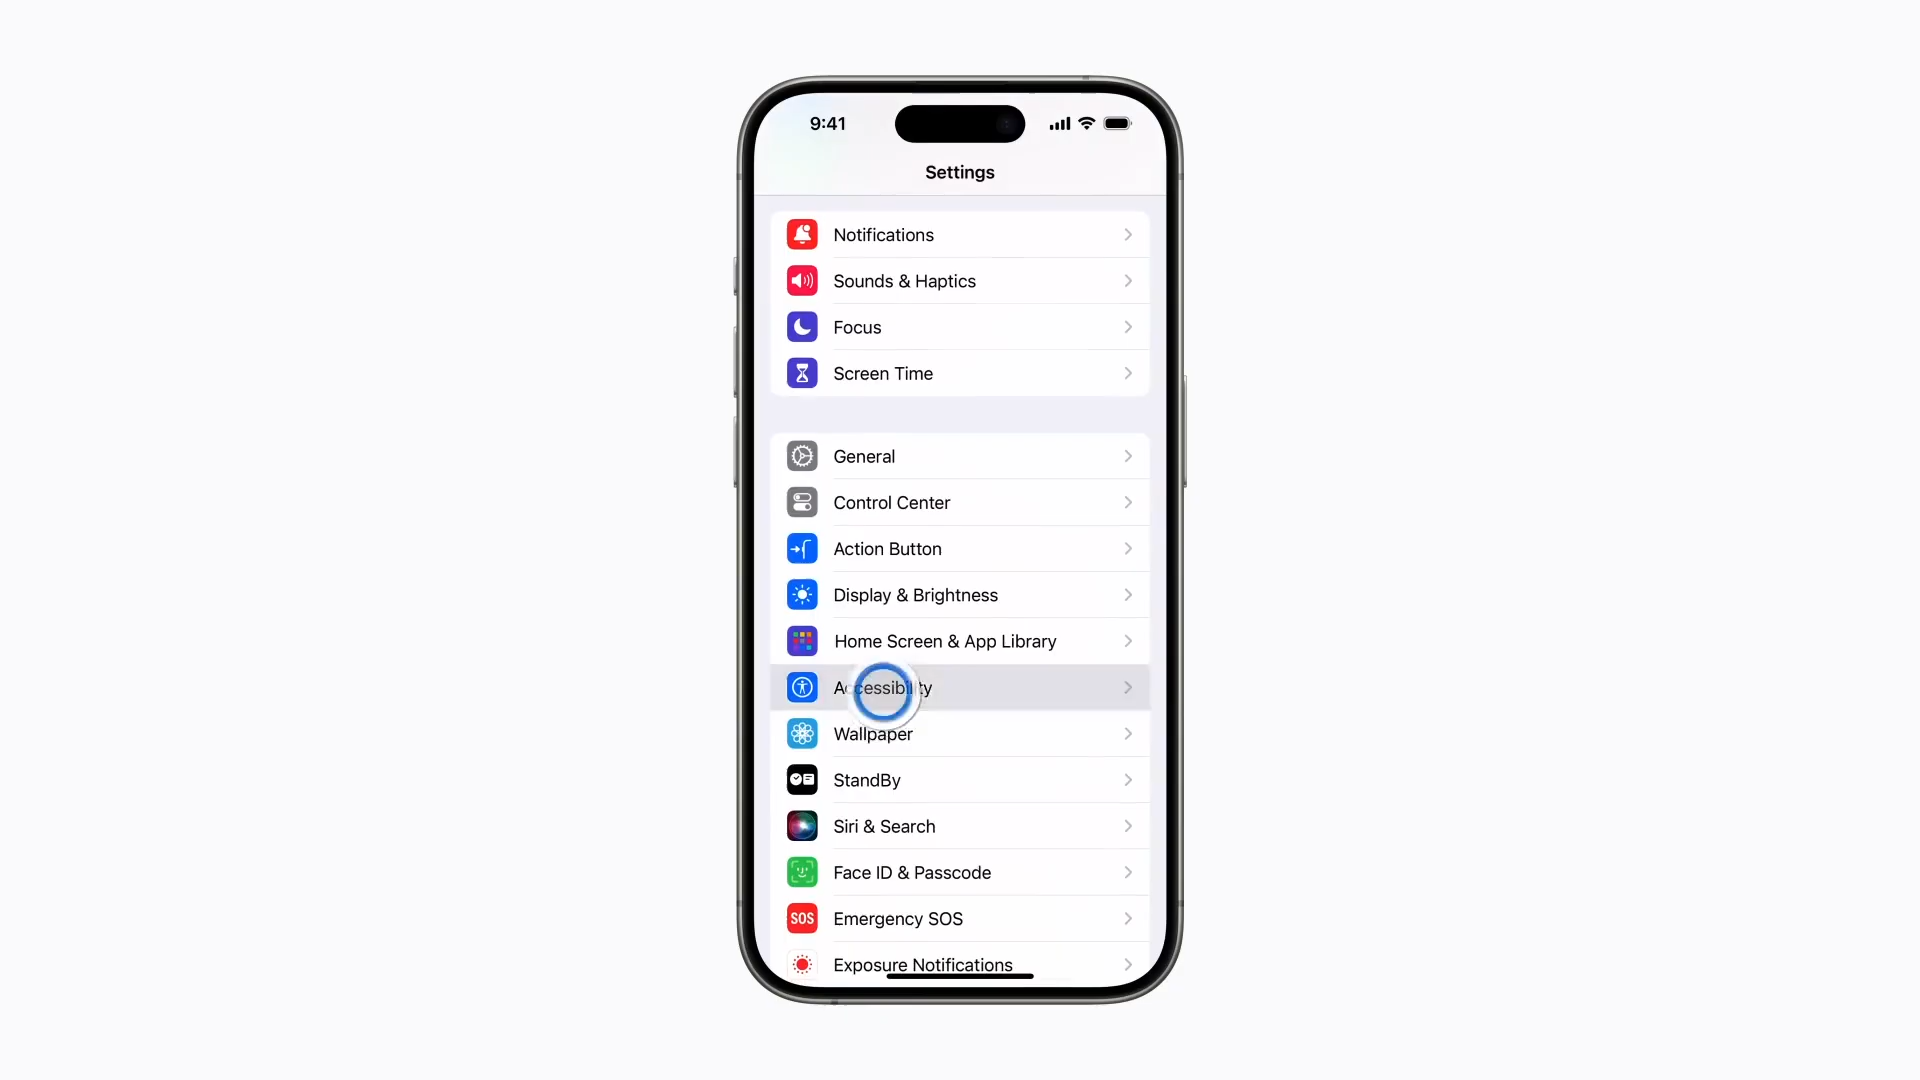 9:41
Settings
Notifications
Sounds & Haptics
Focus
Screen Time
General
Control Center
Action Button
Display & Brightness
Home Screen & App Library
Accessibility
Wallpaper
StandBy
Siri & Search
Face ID & Passcode
SOS Emergency SOS
Exposure Notifications